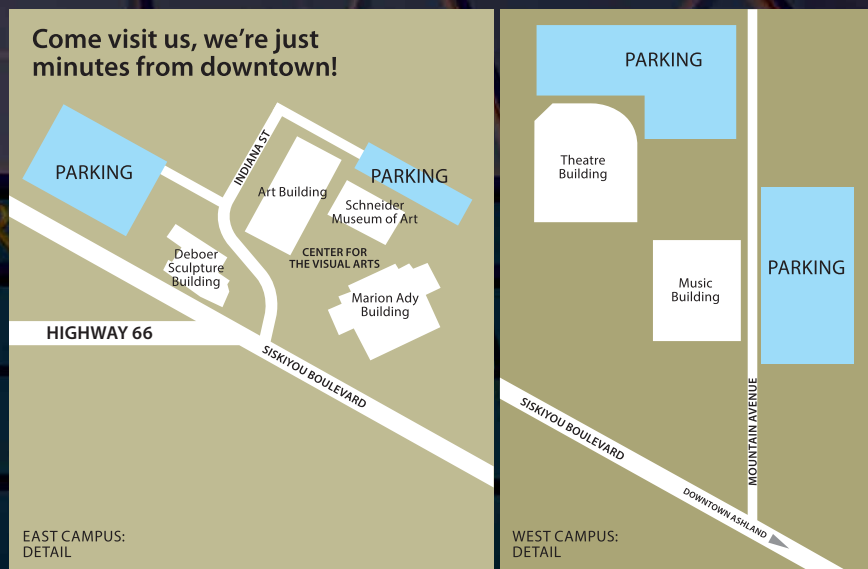 Come visit us, we’re just
minutes from downtown!
PARKING
INDIANA ST
PARKING
Art Building
Schneider
Museum of Art
Deboer
Sculpture
Building
CENTER FOR
THE VISUAL ARTS
Marion Ady
Building
HIGHWAY 66
SISKIYOU BOULEVARD
EAST CAMPUS:
DETAIL
PARKING
Theatre
Building
PARKING
Music
Building
MOUNTAIN AVENUE
SISKIYOU BOULEVARD
DOWNTOWN ASHLAND
WEST CAMPUS:
DETAIL